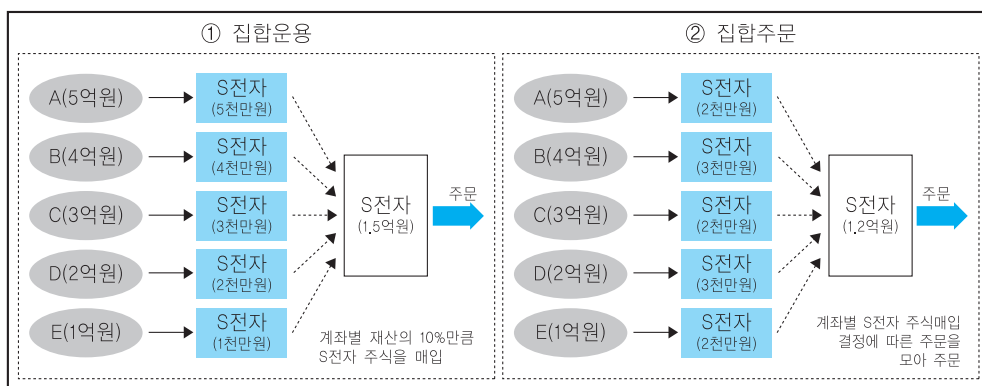 ① 집합운용
A(5억원)
S전자
(5천만원)
B(4억원)
S전자
(4천만원)
C(3억원)
S전자
(3천만원)
D(2억원)
S전자
(2천만원)
E(1억원)
S전자
(1천만원)
S전자
(1.5억원)
주문
계좌별 재산의 10%만큼
S전자 주식을 매입
② 집합주문
A(5억원)
S전자
(2천만원)
B(4억원)
S전자
(3천만원)
C(3억원)
S전자
(2천만원)
D(2억원)
S전자
(3천만원)
E(1억원)
S전자
(2천만원)
S전자
(1.2억원)
주문
계좌별 S전자 주식매입
결정에 따른 주문을
모아 주문